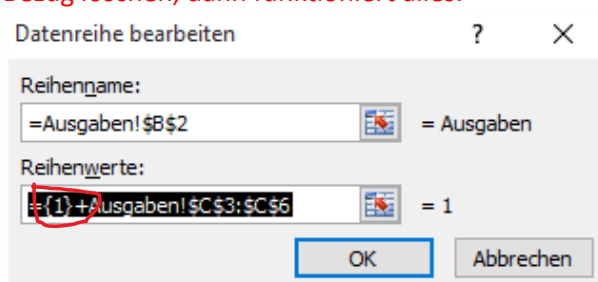 Bezug löschen, dann funktioniert alles.
Datenreihe bearbeiten ? ×
Reihenname:
=Ausgaben!$B$2 = Ausgaben
Reihenwerte:
={1}+Ausgaben!$C$3:$C$6 = 1
OK Abbrechen